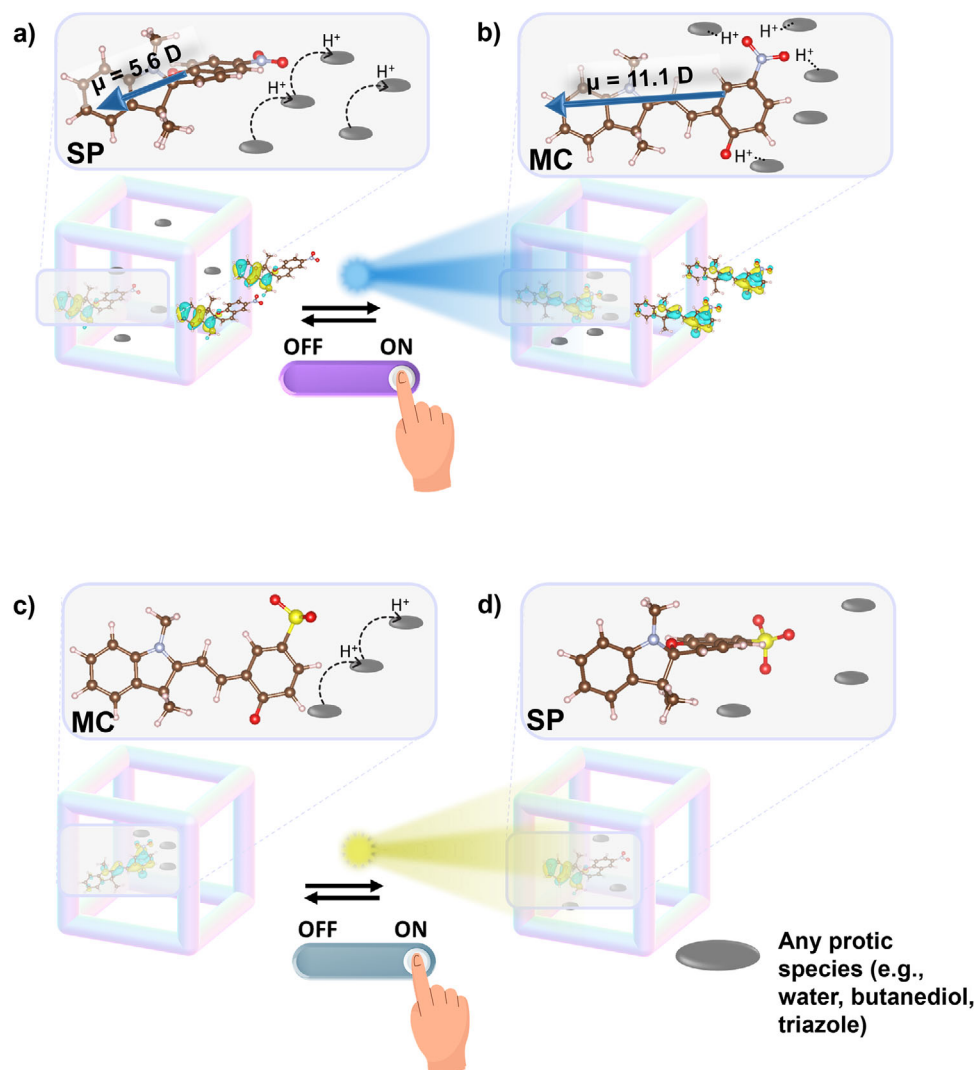 a)
μ = 5.6 D
H⁺
H⁺
H⁺
SP
b)
μ = 11.1 D
H⁺
H⁺
H⁺
H⁺
MC
OFF ON
c)
H⁺
H⁺
MC
d)
SP
OFF ON
Any protic
species (e.g.,
water, butanediol,
triazole)